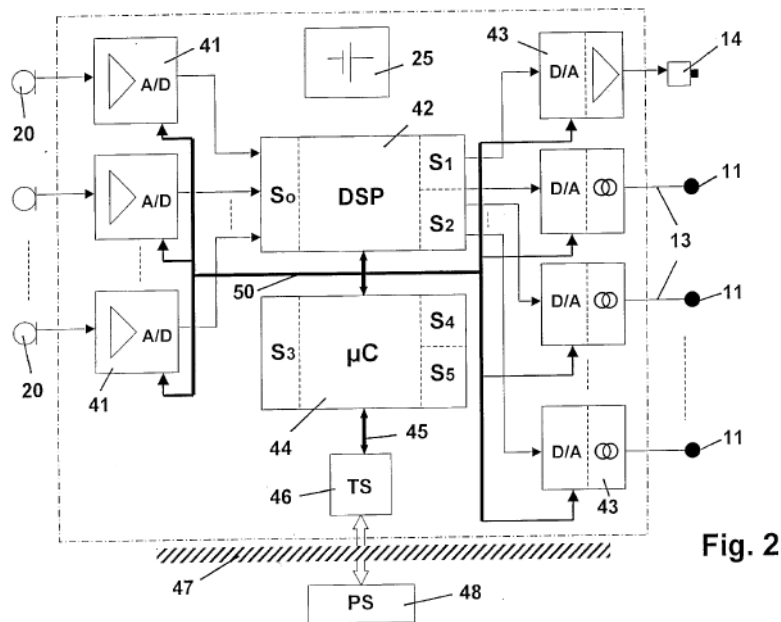 41
43
14
A/D
25
D/A
20
42
S1
11
A/D
So
DSP
D/A
S2
13
50
11
S4
D/A
A/D
S3
µC
S5
20
41
44
45
11
D/A
46
TS
43
Fig. 2
47
PS
48